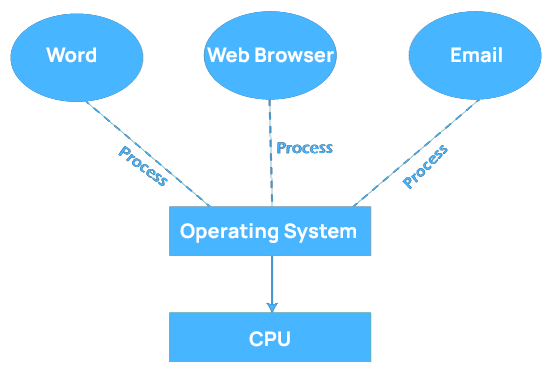 Word
Web Browser
Email
Process
Process
Process
Operating System
CPU